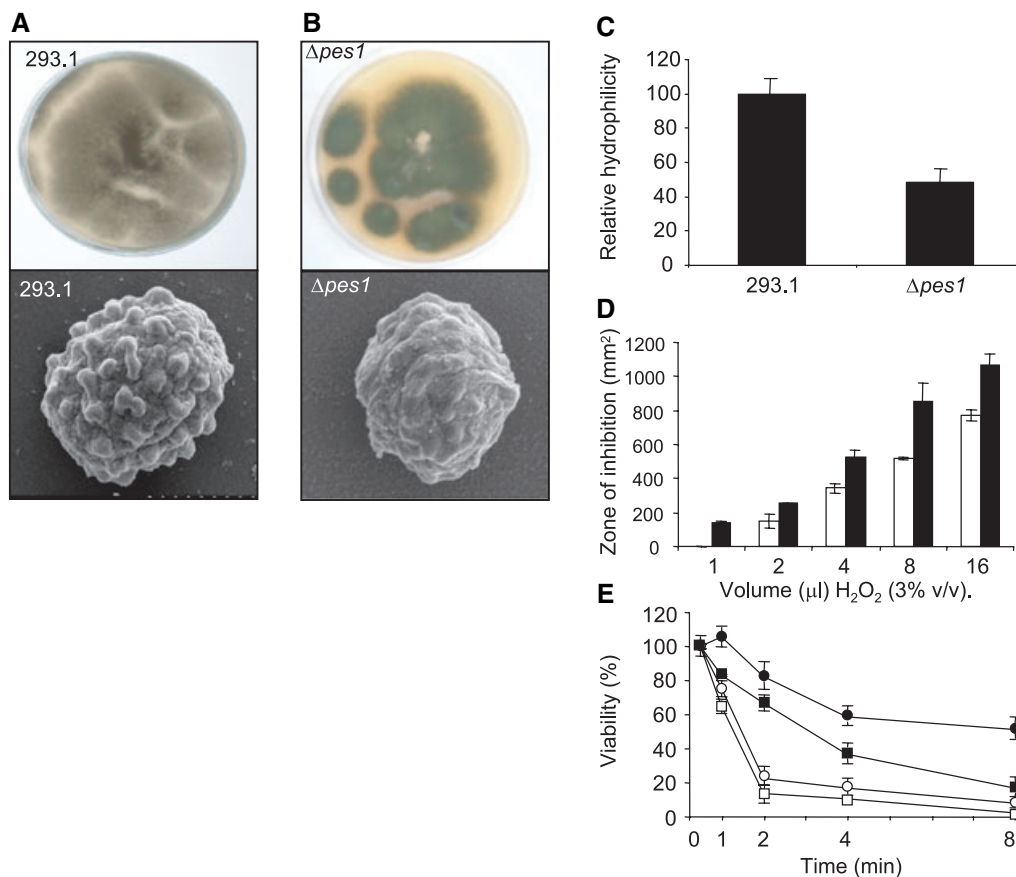 A
293.1
293.1
B
Δpes1
Δpes1
C
Relative hydrophilicity
120
100
80
60
40
20
0
293.1
Δpes1
D
Zone of inhibition (mm²)
1200
1000
800
600
400
200
0
1 2 4 8 16
Volume (μl) H₂O₂ (3% v/v).
E
Viability (%)
120
100
80
60
40
20
0
0 1 2 4 8
Time (min)